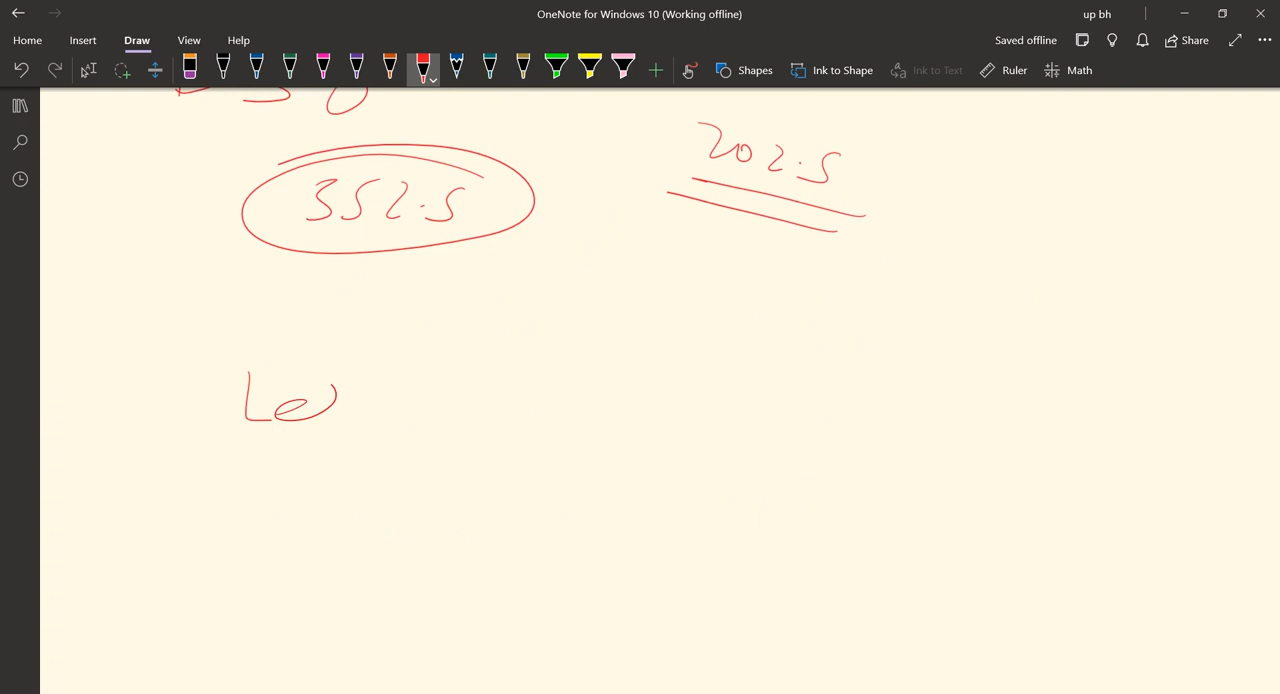 OneNote for Windows 10 (Working offline)
up bh
Home Insert Draw View Help
Saved offline
Share
Shapes
Ink to Shape
Ink to Text
Ruler
Math
202.5
352.5
Le